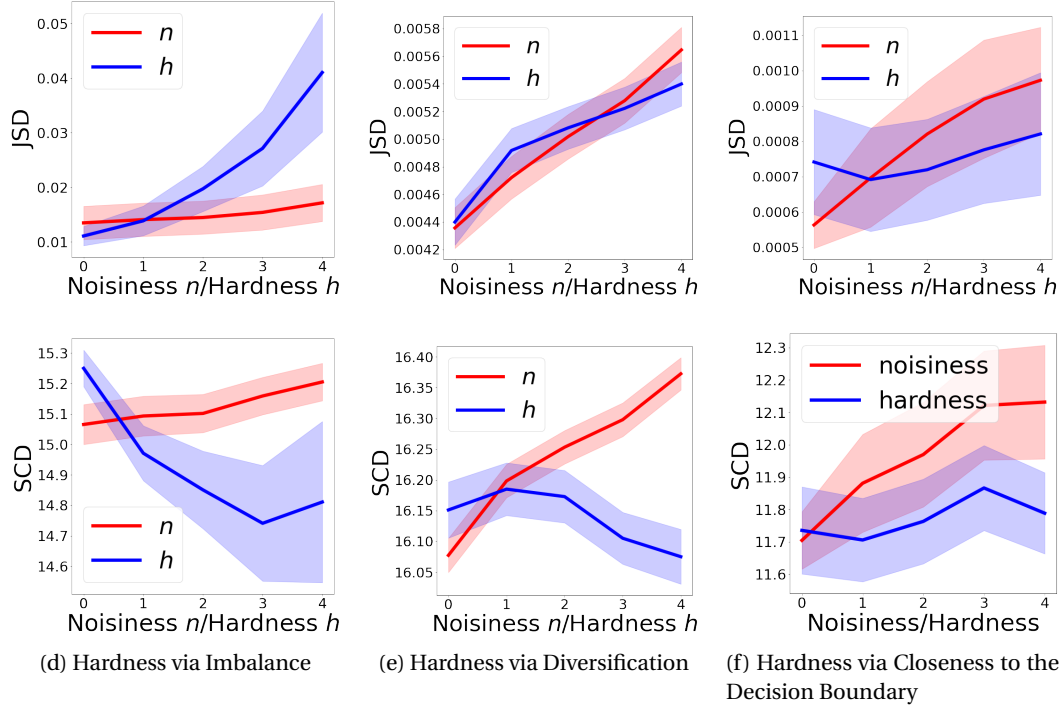 0.05
0.04
0.03
0.02
0.01
JSD
n
h
0 1 2 3 4
Noisiness n/Hardness h
0.0058
0.0056
0.0054
0.0052
0.0050
0.0048
0.0046
0.0044
0.0042
JSD
n
h
0 1 2 3 4
Noisiness n/Hardness h
0.0011
0.0010
0.0009
0.0008
0.0007
0.0006
0.0005
JSD
n
h
0 1 2 3 4
Noisiness n/Hardness h
15.3
15.2
15.1
15.0
14.9
14.8
14.7
14.6
SCD
n
h
0 1 2 3 4
Noisiness n/Hardness h
(d) Hardness via Imbalance
16.40
16.35
16.30
16.25
16.20
16.15
16.10
16.05
SCD
n
h
0 1 2 3 4
Noisiness n/Hardness h
(e) Hardness via Diversification
12.3
12.2
12.1
12.0
11.9
11.8
11.7
11.6
SCD
noisiness
hardness
0 1 2 3 4
Noisiness/Hardness
(f) Hardness via Closeness to the
Decision Boundary